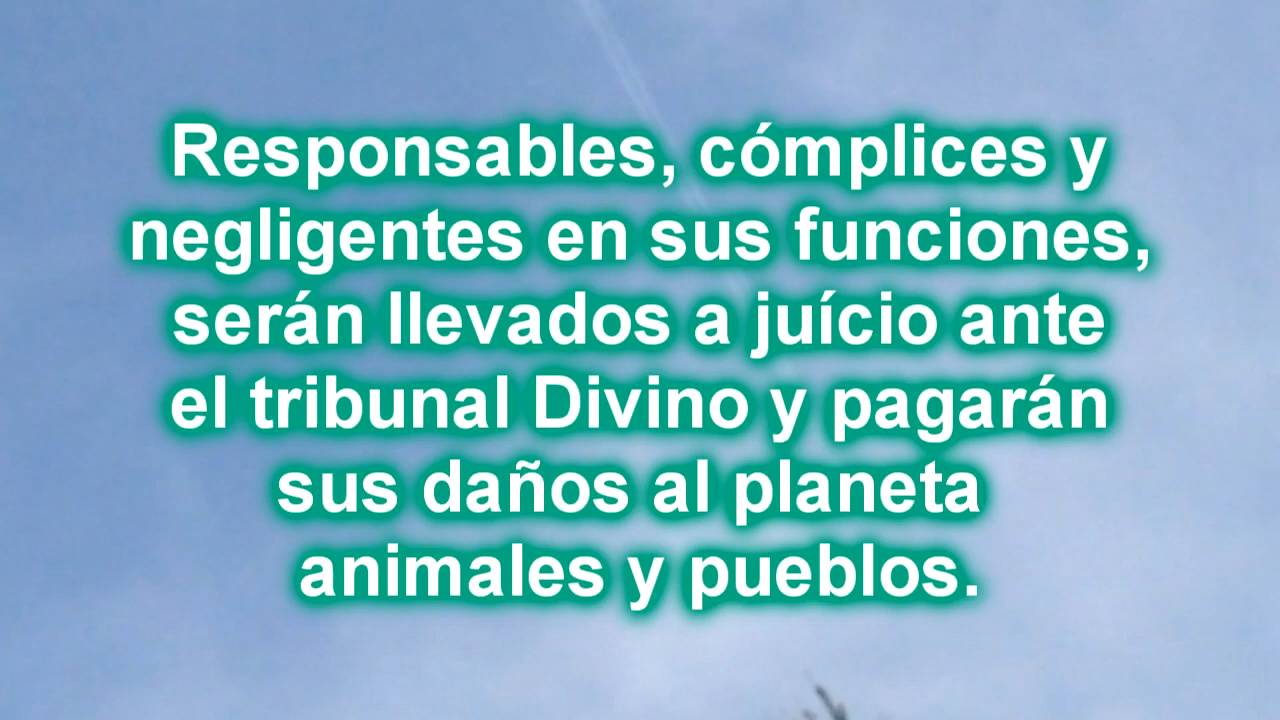 Responsables, cómplices y
negligentes en sus funciones,
serán llevados a juício ante
el tribunal Divino y pagarán
sus daños al planeta
animales y pueblos.